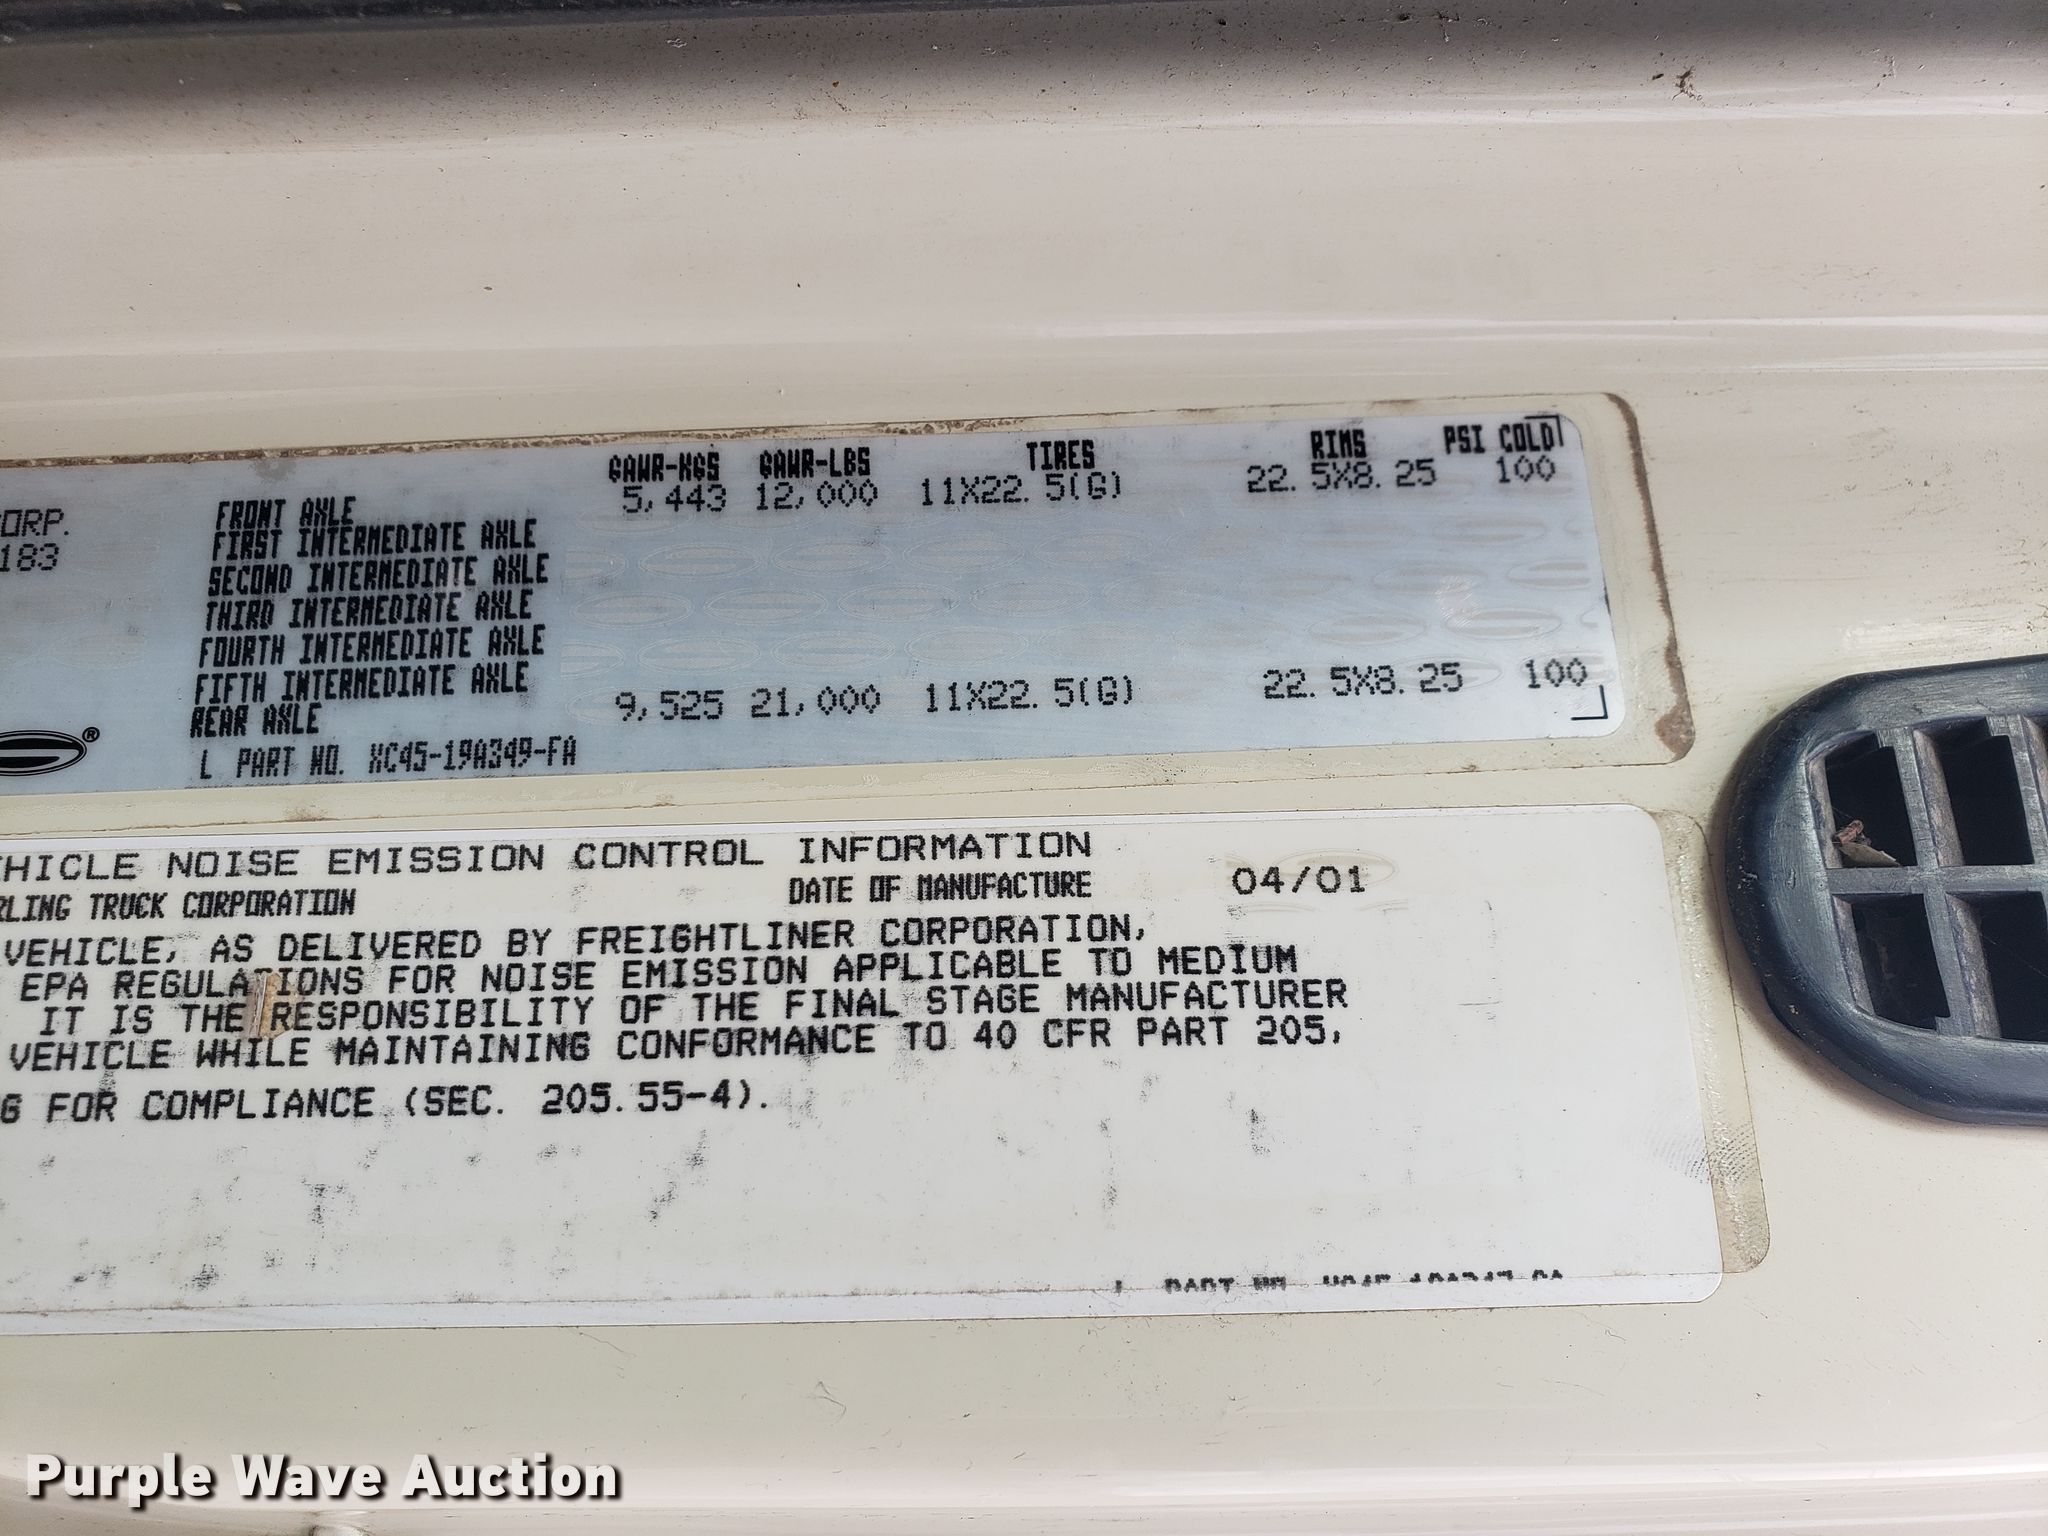 GAWR-KGS GAWR-LBS TIRES RIMS PSI COLD
FRONT AXLE 5,443 12,000 11X22.5(G) 22.5X8.25 100
ORP.
FIRST INTERMEDIATE AXLE
183
SECOND INTERMEDIATE AXLE
THIRD INTERMEDIATE AXLE
FOURTH INTERMEDIATE AXLE
FIFTH INTERMEDIATE AXLE
REAR AXLE 9,525 21,000 11X22.5(G) 22.5X8.25 100
®
L PART NO. XC45-19A349-FA
HICLE NOISE EMISSION CONTROL INFORMATION
RLING TRUCK CORPORATION DATE OF MANUFACTURE 04/01
VEHICLE, AS DELIVERED BY FREIGHTLINER CORPORATION,
EPA REGULATIONS FOR NOISE EMISSION APPLICABLE TO MEDIUM
IT IS THE RESPONSIBILITY OF THE FINAL STAGE MANUFACTURER
VEHICLE WHILE MAINTAINING CONFORMANCE TO 40 CFR PART 205,
G FOR COMPLIANCE (SEC. 205.55-4).
PART NO.
Purple Wave Auction